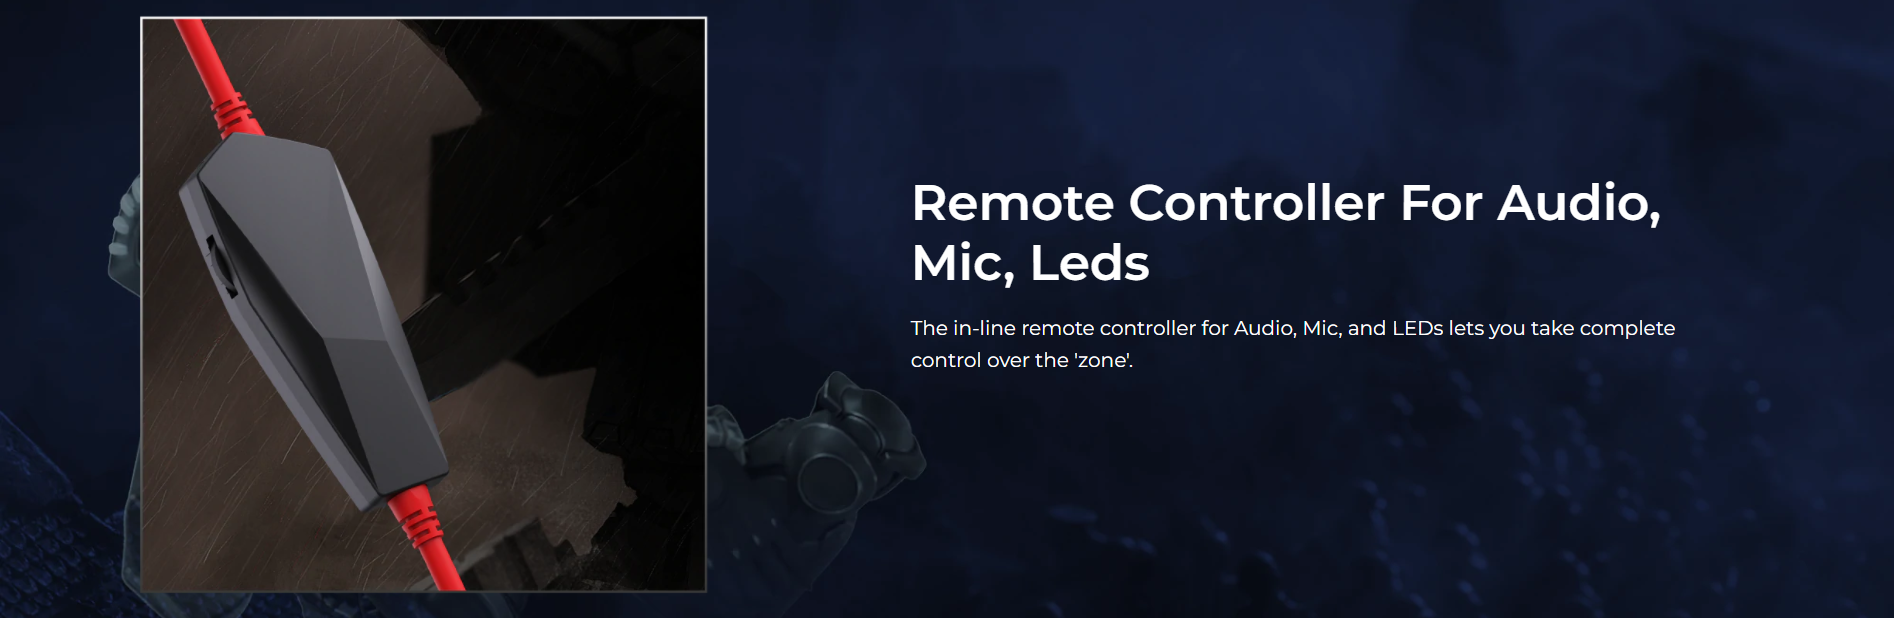 Remote Controller For Audio,
Mic, Leds
The in-line remote controller for Audio, Mic, and LEDs lets you take complete
control over the 'zone'.